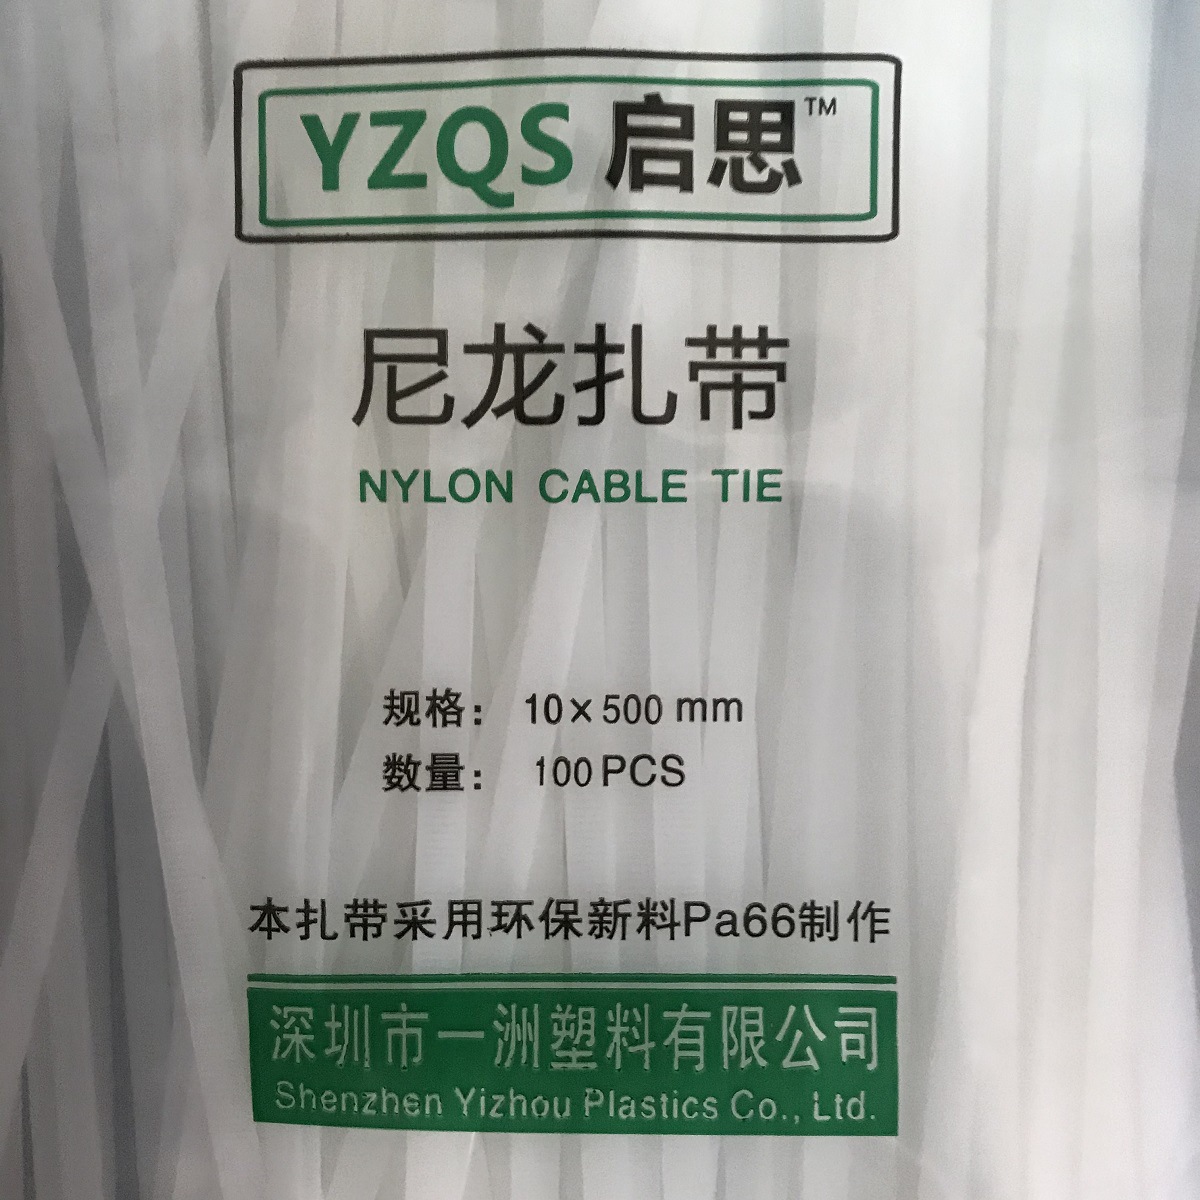 YZQS 启思™
尼龙扎带
NYLON CABLE TIE
规格： 10×500 mm
数量： 100PCS
本扎带采用环保新料Pa66制作
深圳市一洲塑料有限公司
Shenzhen Yizhou Plastics Co., Ltd.